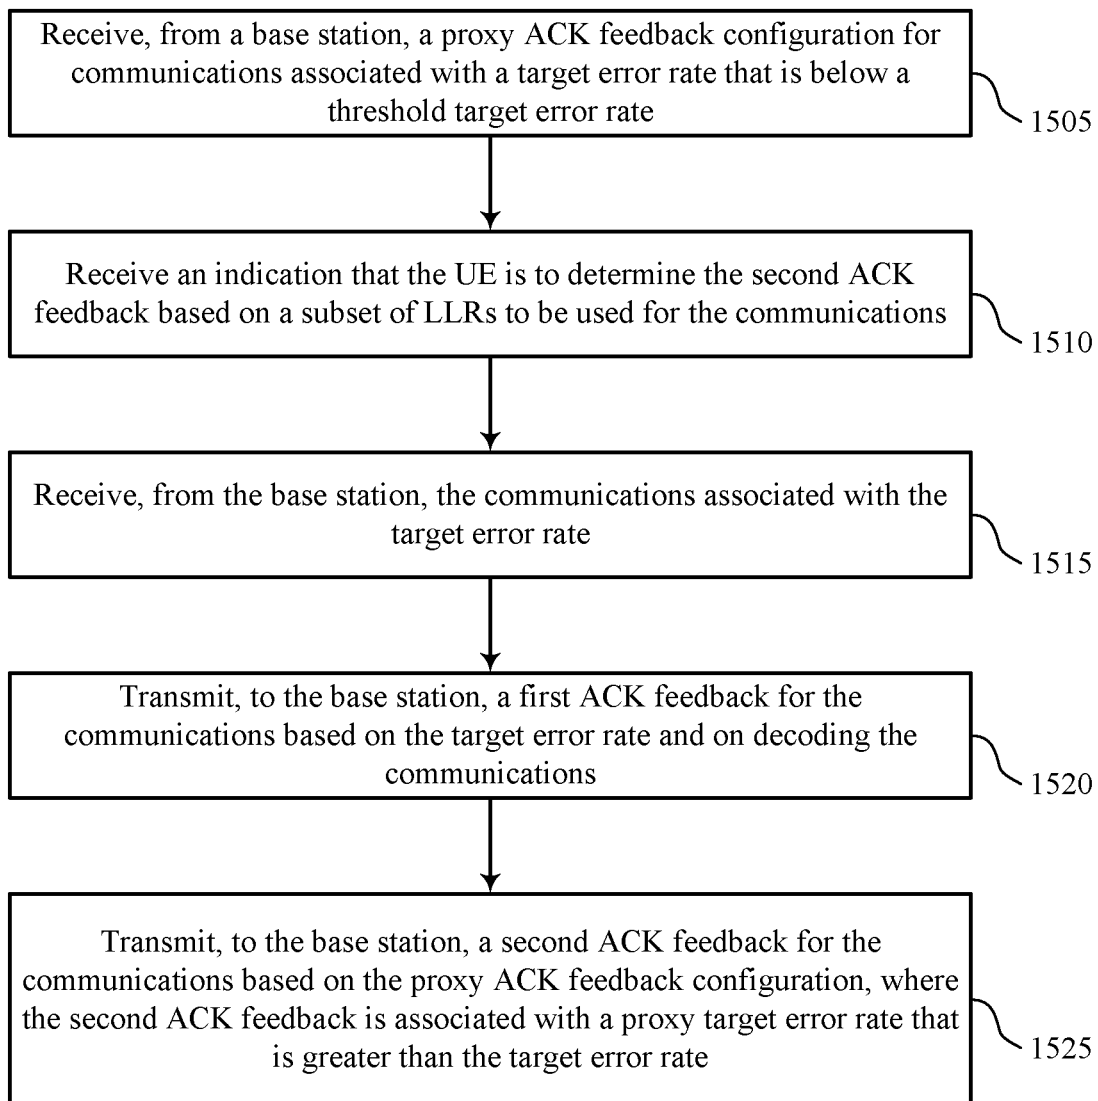 Receive, from a base station, a proxy ACK feedback configuration for
communications associated with a target error rate that is below a
threshold target error rate
1505
Receive an indication that the UE is to determine the second ACK
feedback based on a subset of LLRs to be used for the communications
1510
Receive, from the base station, the communications associated with the
target error rate
1515
Transmit, to the base station, a first ACK feedback for the
communications based on the target error rate and on decoding the
communications
1520
Transmit, to the base station, a second ACK feedback for the
communications based on the proxy ACK feedback configuration, where
the second ACK feedback is associated with a proxy target error rate that
is greater than the target error rate
1525